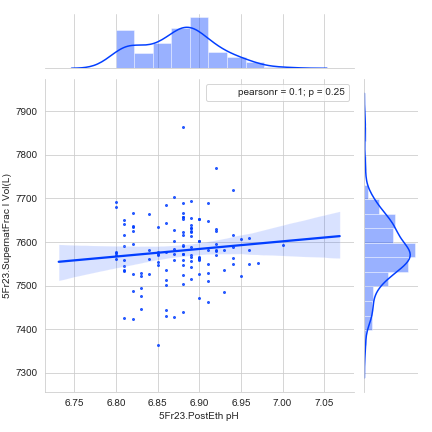 pearsonr = 0.1; p = 0.25
7900
7800
7700
7600
7500
7400
7300
5Fr23.SupernatFrac I Vol(L)
6.75 6.80 6.85 6.90 6.95 7.00 7.05
5Fr23.PostEth pH